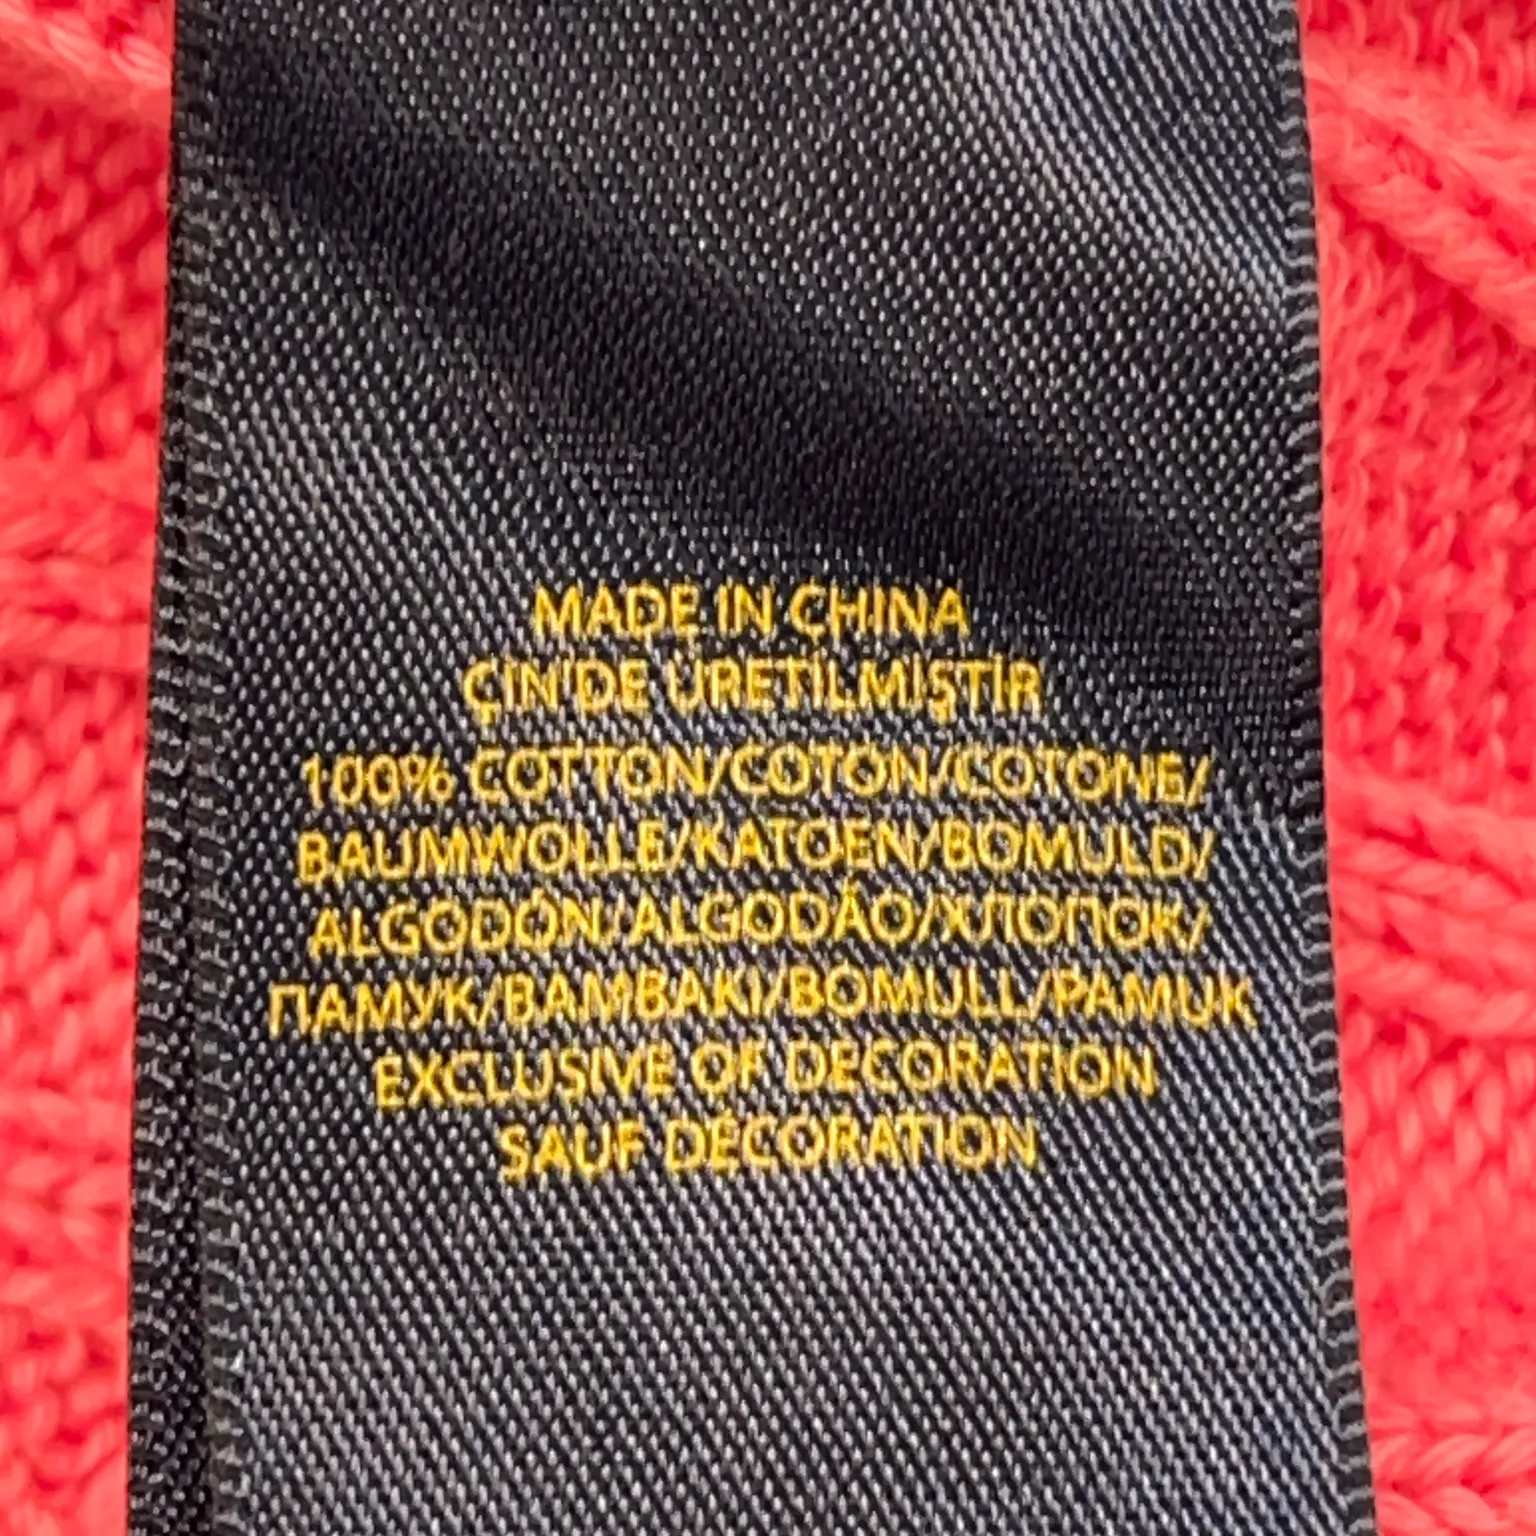 MADE IN CHINA
ÇİN'DE ÜRETİLMİŞTİR
100% COTTON/COTON/COTONE/
BAUMWOLLE/KATOEN/BOMULD/
ALGODÓN/ALGODÃO/ХЛОПОК/
ПАМУК/BAMBAKI/BOMULL/PAMUK
EXCLUSIVE OF DECORATION
SAUF DÉCORATION